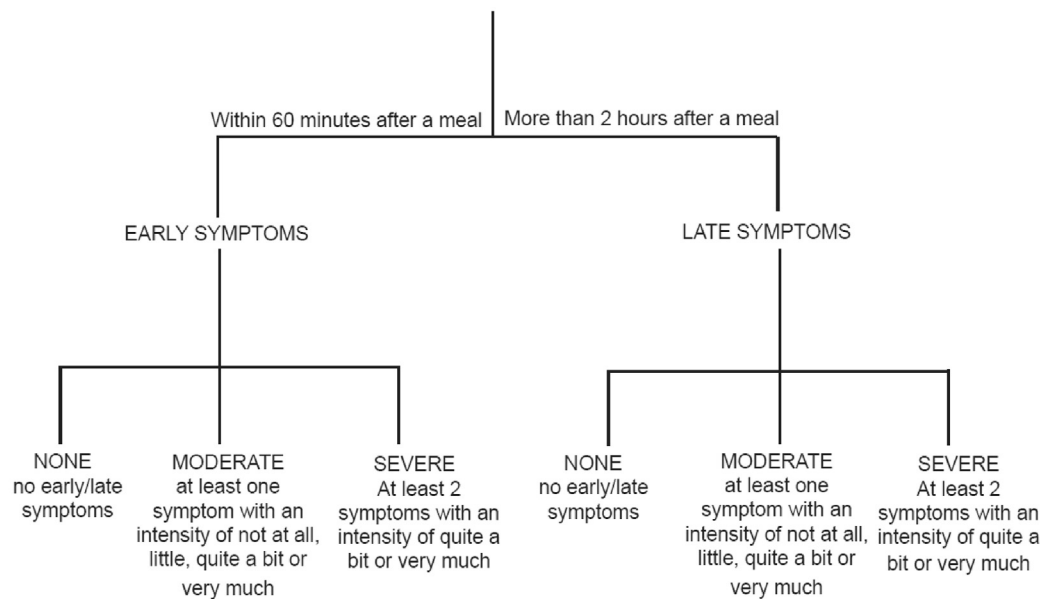 Within 60 minutes after a meal
More than 2 hours after a meal
EARLY SYMPTOMS
LATE SYMPTOMS
NONE
no early/late
symptoms
MODERATE
at least one
symptom with an
intensity of not at all,
little, quite a bit or
very much
SEVERE
At least 2
symptoms with an
intensity of quite a
bit or very much
NONE
no early/late
symptoms
MODERATE
at least one
symptom with an
intensity of not at all,
little, quite a bit or
very much
SEVERE
At least 2
symptoms with an
intensity of quite a
bit or very much